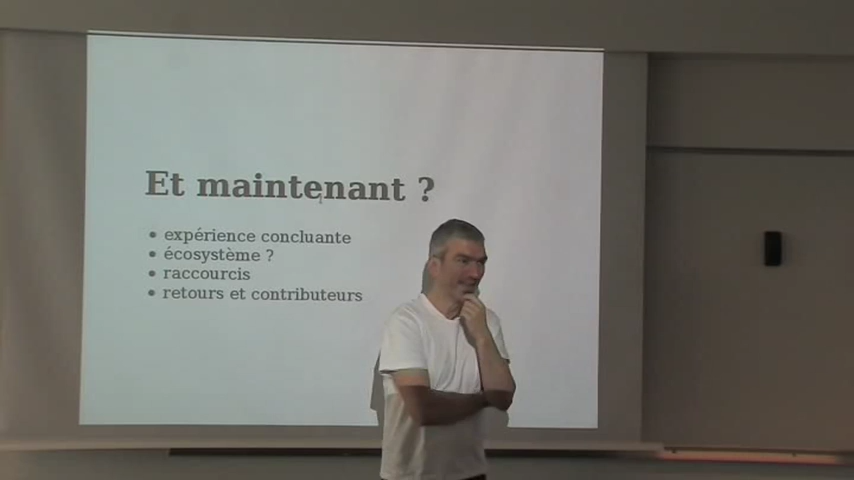 Et maintenant ?
• expérience concluante
• écosystème ?
• raccourcis
• retours et contributeurs